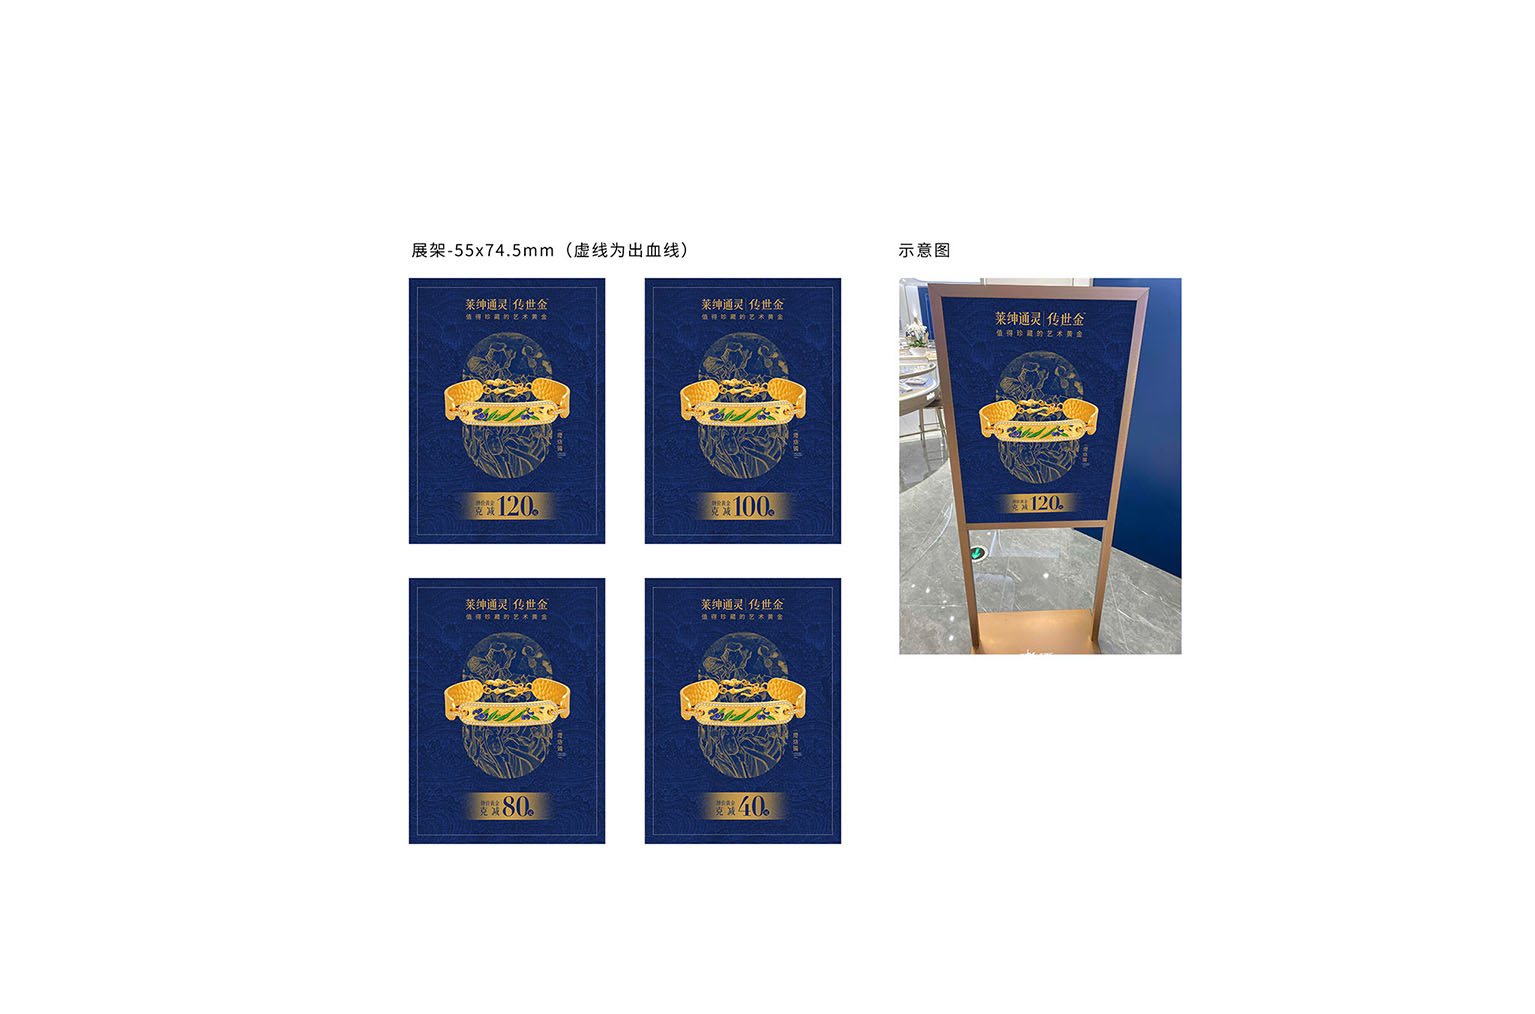 展架-55x74.5mm（虚线为出血线）
示意图
莱绅通灵|传世金
值得珍藏的艺术黄金
克减120元
莱绅通灵|传世金
值得珍藏的艺术黄金
克减100元
莱绅通灵|传世金
值得珍藏的艺术黄金
克减120元
莱绅通灵|传世金
值得珍藏的艺术黄金
克减80元
莱绅通灵|传世金
值得珍藏的艺术黄金
克减40元